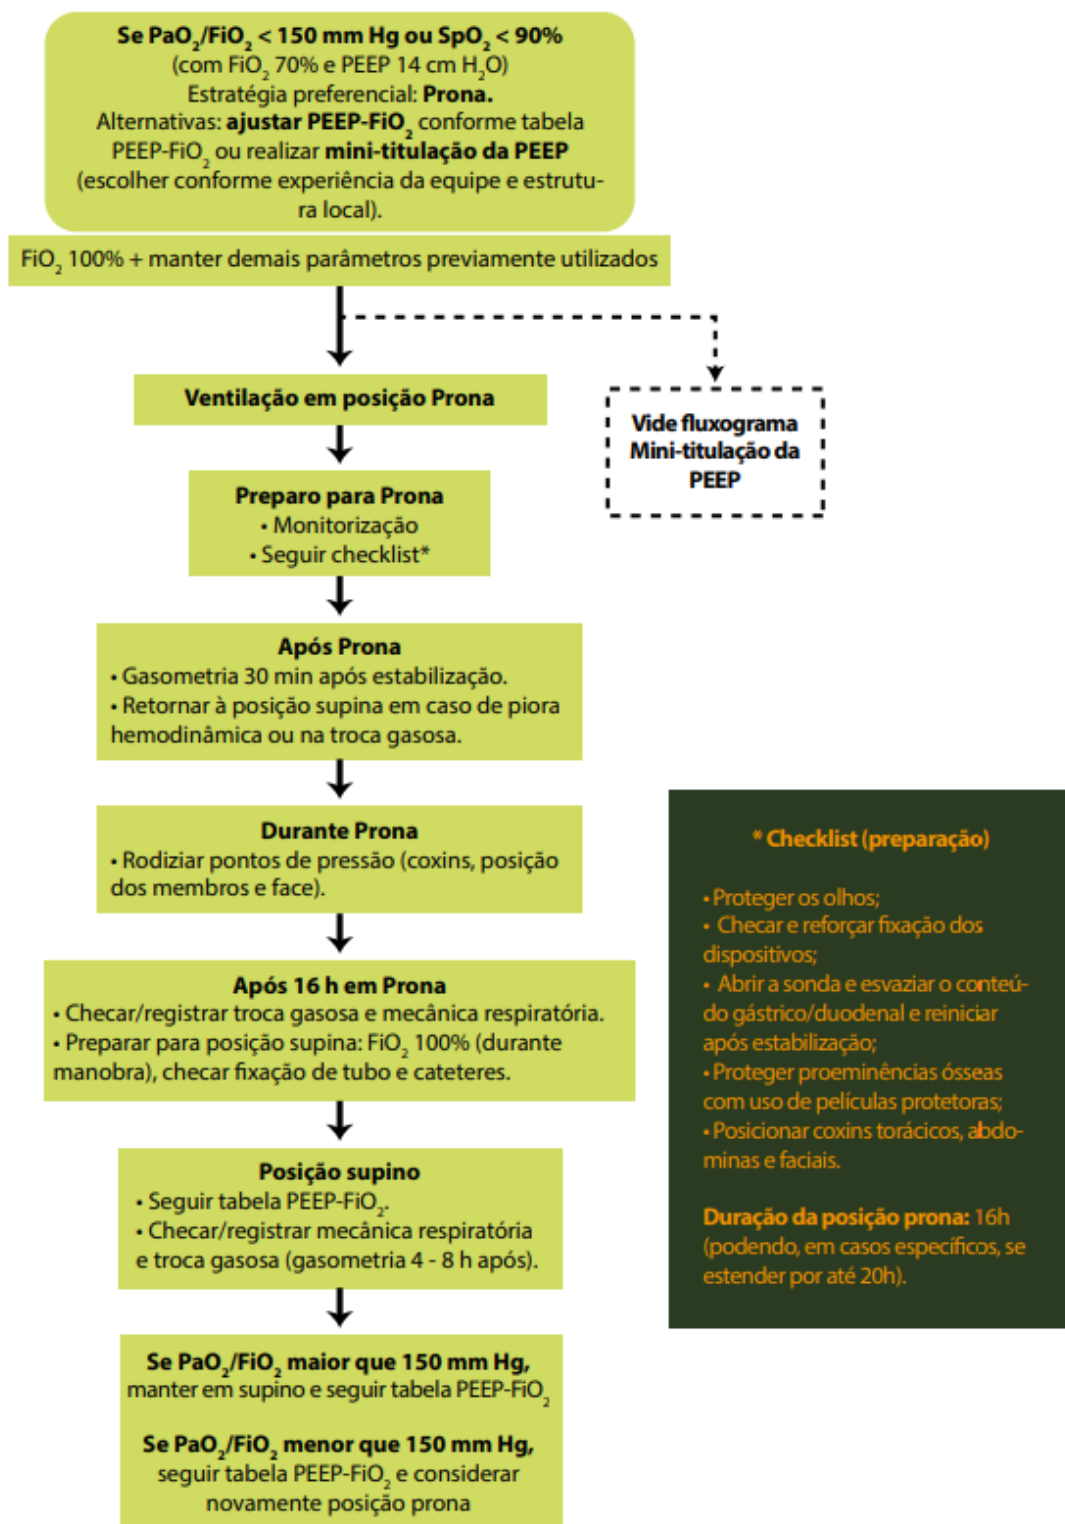 Se PaO₂/FiO₂ < 150 mm Hg ou SpO₂ < 90%
(com FiO₂ 70% e PEEP 14 cm H₂O)
Estratégia preferencial: Prona.
Alternativas: ajustar PEEP-FiO₂ conforme tabela
PEEP-FiO₂ ou realizar mini-titulação da PEEP
(escolher conforme experiência da equipe e estrutu-
ra local).
FiO₂ 100% + manter demais parâmetros previamente utilizados
Ventilação em posição Prona
Vide fluxograma
Mini-titulação da
PEEP
Preparo para Prona
• Monitorização
• Seguir checklist*
Após Prona
• Gasometria 30 min após estabilização.
• Retornar à posição supina em caso de piora
hemodinâmica ou na troca gasosa.
Durante Prona
• Rodiziar pontos de pressão (coxins, posição
dos membros e face).
Após 16 h em Prona
• Checar/registrar troca gasosa e mecânica respiratória.
• Preparar para posição supina: FiO₂ 100% (durante
manobra), checar fixação de tubo e cateteres.
Posição supino
• Seguir tabela PEEP-FiO₂.
• Checar/registrar mecânica respiratória
e troca gasosa (gasometria 4 - 8 h após).
Se PaO₂/FiO₂ maior que 150 mm Hg,
manter em supino e seguir tabela PEEP-FiO₂
Se PaO₂/FiO₂ menor que 150 mm Hg,
seguir tabela PEEP-FiO₂ e considerar
novamente posição prona
* Checklist (preparação)
• Proteger os olhos;
• Checar e reforçar fixação dos
dispositivos;
• Abrir a sonda e esvaziar o conteú-
do gástrico/duodenal e reiniciar
após estabilização;
• Proteger proeminências ósseas
com uso de películas protetoras;
• Posicionar coxins torácicos, abdo-
minas e faciais.
Duração da posição prona: 16h
(podendo, em casos específicos, se
estender por até 20h).